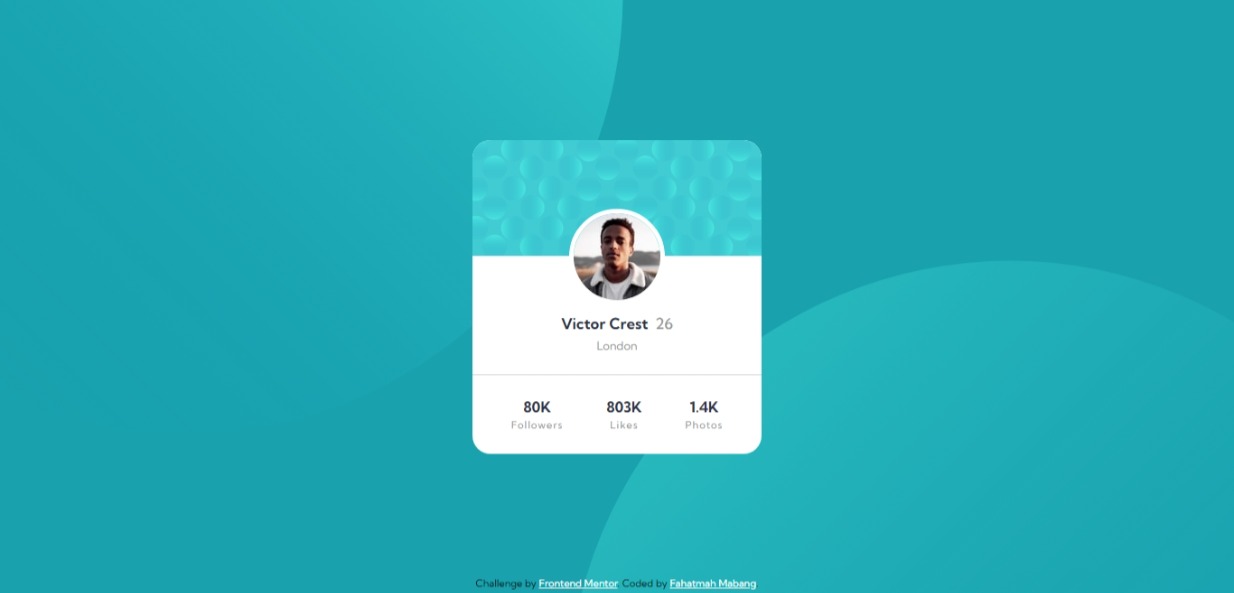 Victor Crest 26
London
80K 803K 1.4K
Followers Likes Photos
Challenge by Frontend Mentor Coded by Fahatmah Mabang